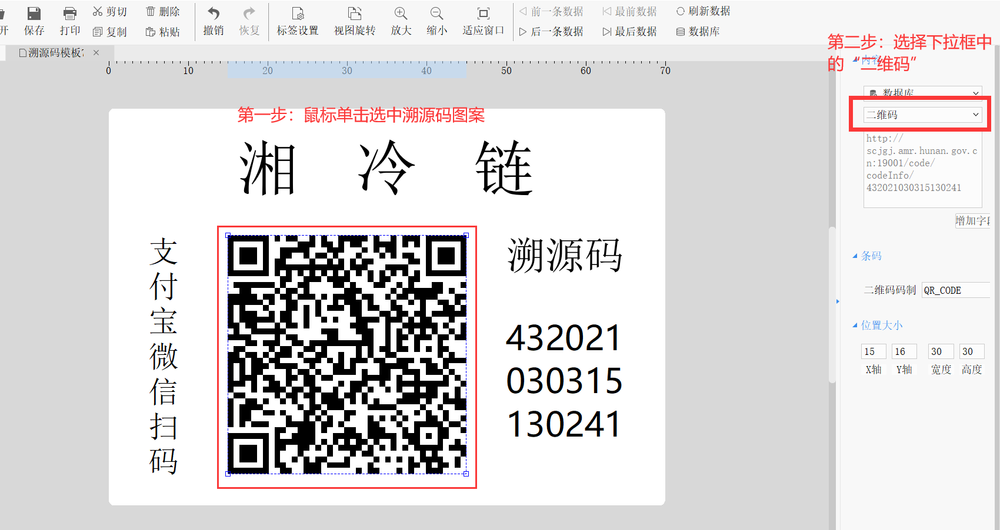 保存
打印
剪切
复制
删除
粘贴
撤销
恢复
标签设置
视图旋转
放大
缩小
适应窗口
前一条数据
后一条数据
最前数据
最后数据
刷新数据
数据库
溯源码模板
0 10 20 30 40 50 60 70
第一步：鼠标单击选中溯源码图案
湘 冷 链
支付宝微信扫码
溯源码
432021
030315
130241
第二步：选择下拉框中
的“二维码”
内容
数据库
二维码
http://
scjgj.amr.hunan.gov.c
n:19001/code/
codeInfo/
432021030315130241
增加字段
条码
二维码码制 QR_CODE
位置大小
15 16 30 30
X轴 Y轴 宽度 高度